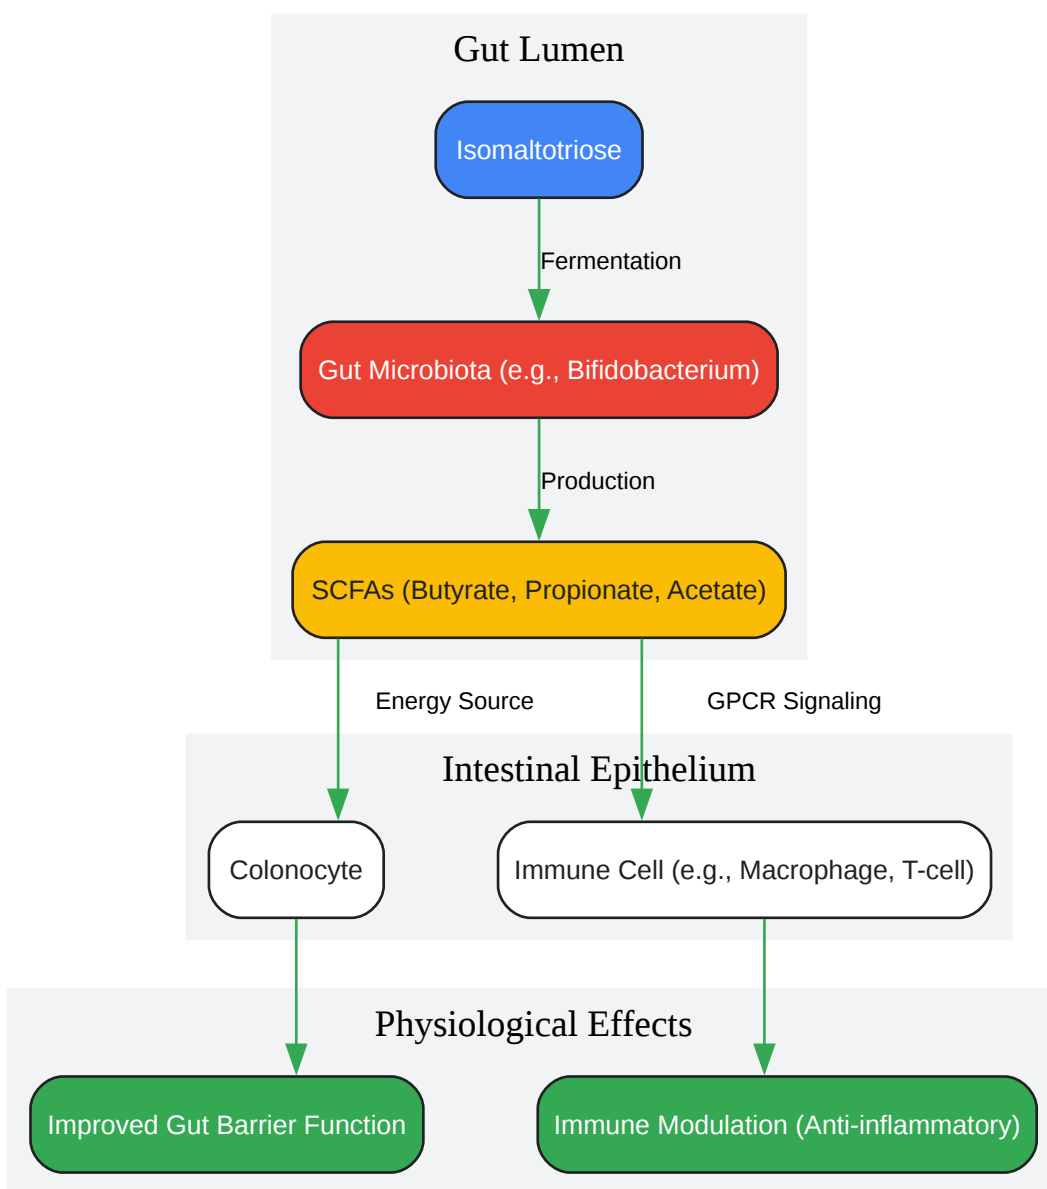 Gut Lumen
Isomaltotriose
Fermentation
Gut Microbiota (e.g., Bifidobacterium)
Production
SCFAs (Butyrate, Propionate, Acetate)
Energy Source
GPCR Signaling
Intestinal Epithelium
Colonocyte
Immune Cell (e.g., Macrophage, T-cell)
Physiological Effects
Improved Gut Barrier Function
Immune Modulation (Anti-inflammatory)